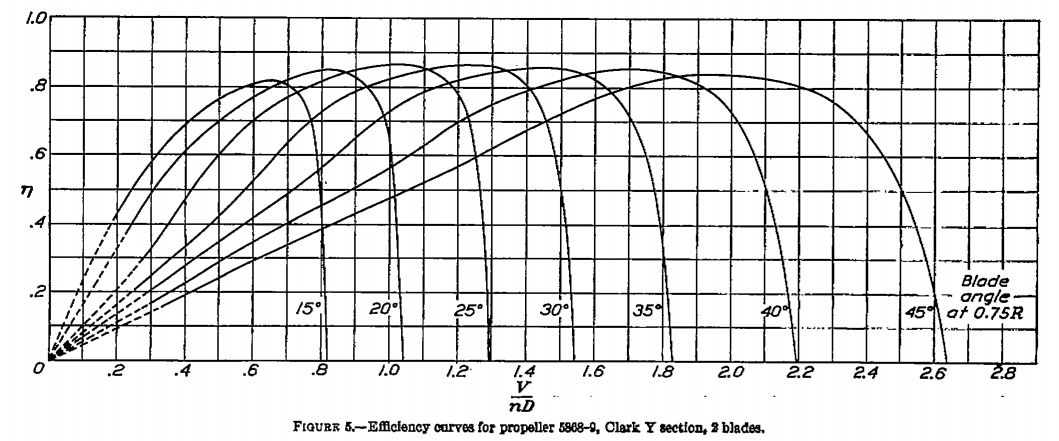 1.0
.8
.6
η
.4
.2
0
15° 20° 25° 30° 35° 40° 45°
Blade
angle
at 0.75R
0 .2 .4 .6 .8 1.0 1.2 1.4 1.6 1.8 2.0 2.2 2.4 2.6 2.8
V
nD
FIGURE 5.—Efficiency curves for propeller 5868-9, Clark Y section, 2 blades.